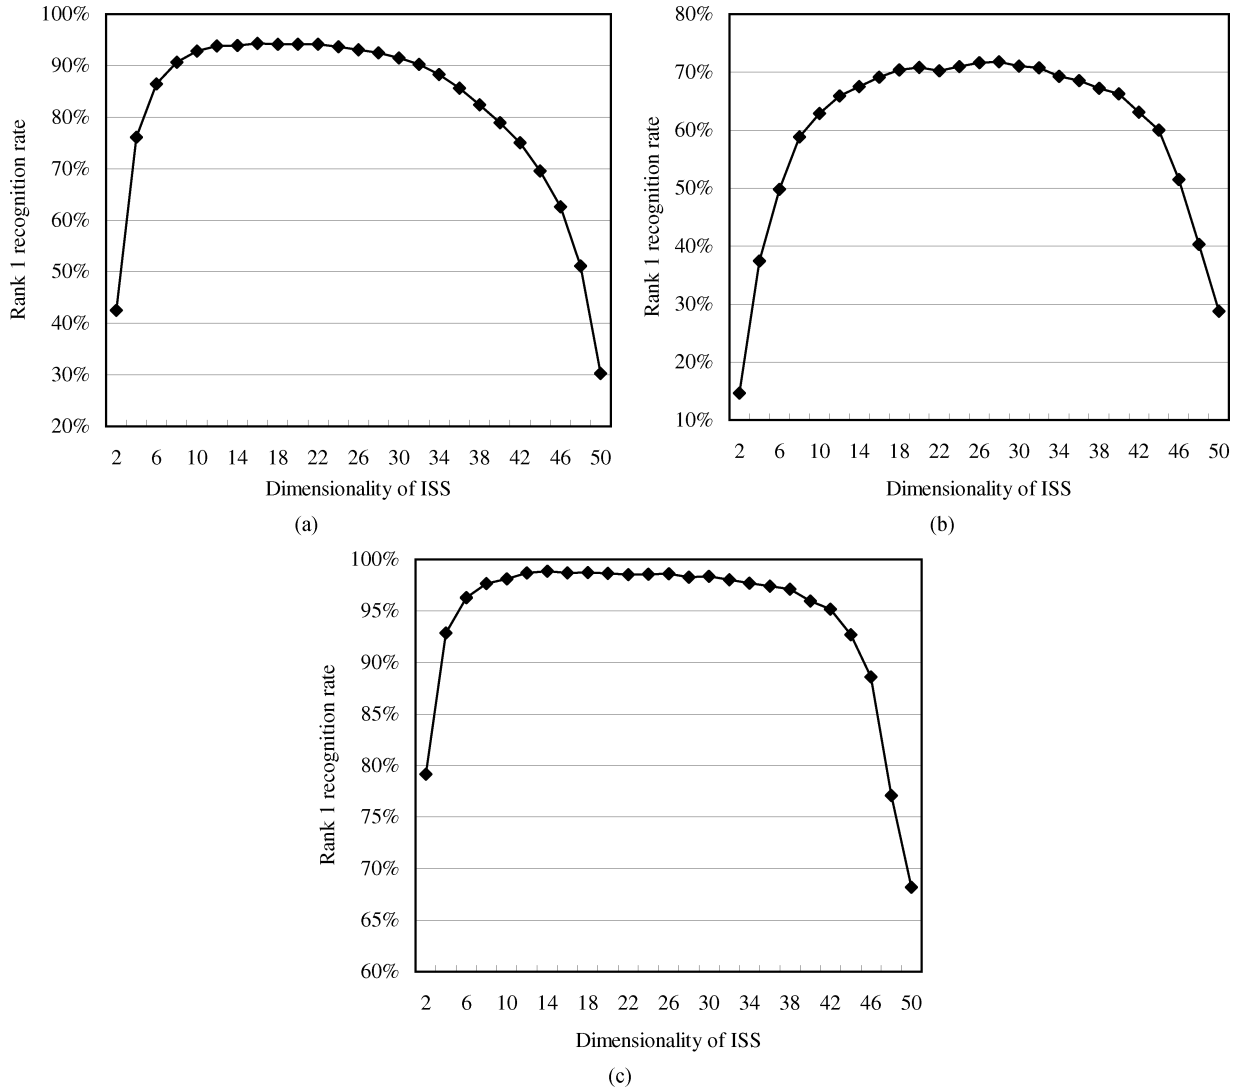 100%
90%
80%
70%
60%
50%
40%
30%
20%
Rank 1 recognition rate
2 6 10 14 18 22 26 30 34 38 42 46 50
Dimensionality of ISS
(a)
80%
70%
60%
50%
40%
30%
20%
10%
Rank 1 recognition rate
2 6 10 14 18 22 26 30 34 38 42 46 50
Dimensionality of ISS
(b)
100%
95%
90%
85%
80%
75%
70%
65%
60%
Rank 1 recognition rate
2 6 10 14 18 22 26 30 34 38 42 46 50
Dimensionality of ISS
(c)